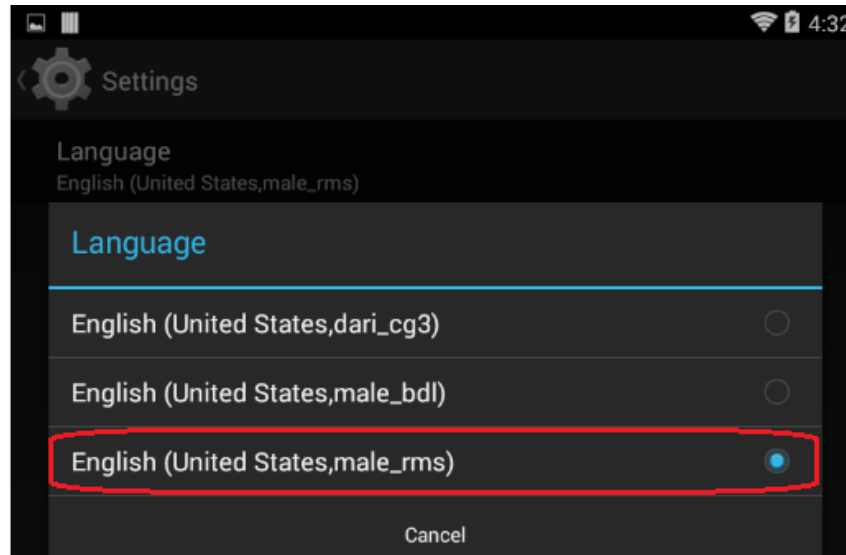 4:32
Settings
Language
English (United States,male_rms)
Language
English (United States,dari_cg3)
English (United States,male_bdl)
English (United States,male_rms)
Cancel